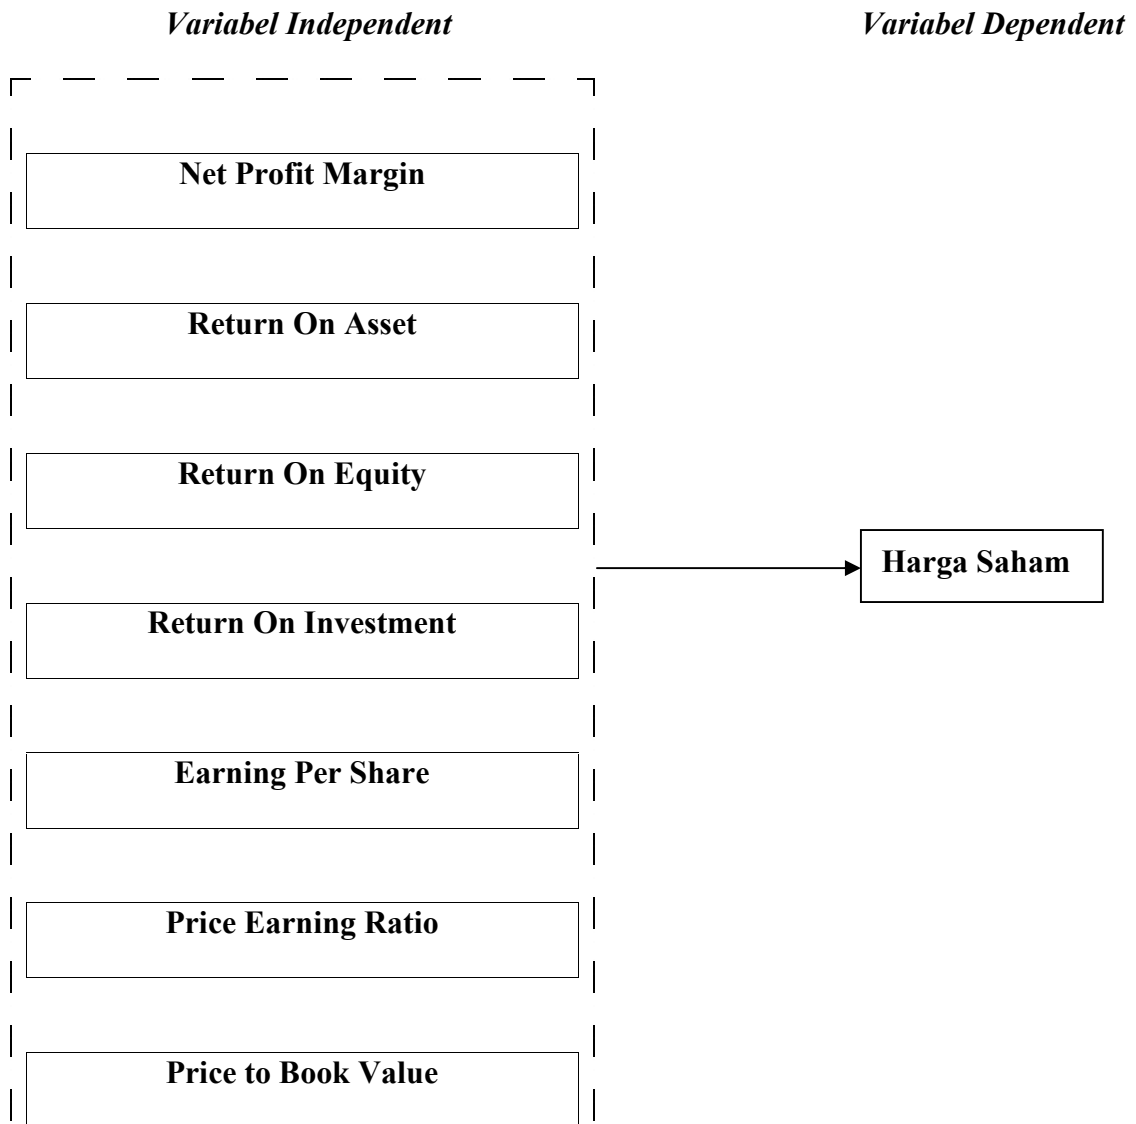 Variabel Independent
Variabel Dependent
Net Profit Margin
Return On Asset
Return On Equity
Harga Saham
Return On Investment
Earning Per Share
Price Earning Ratio
Price to Book Value